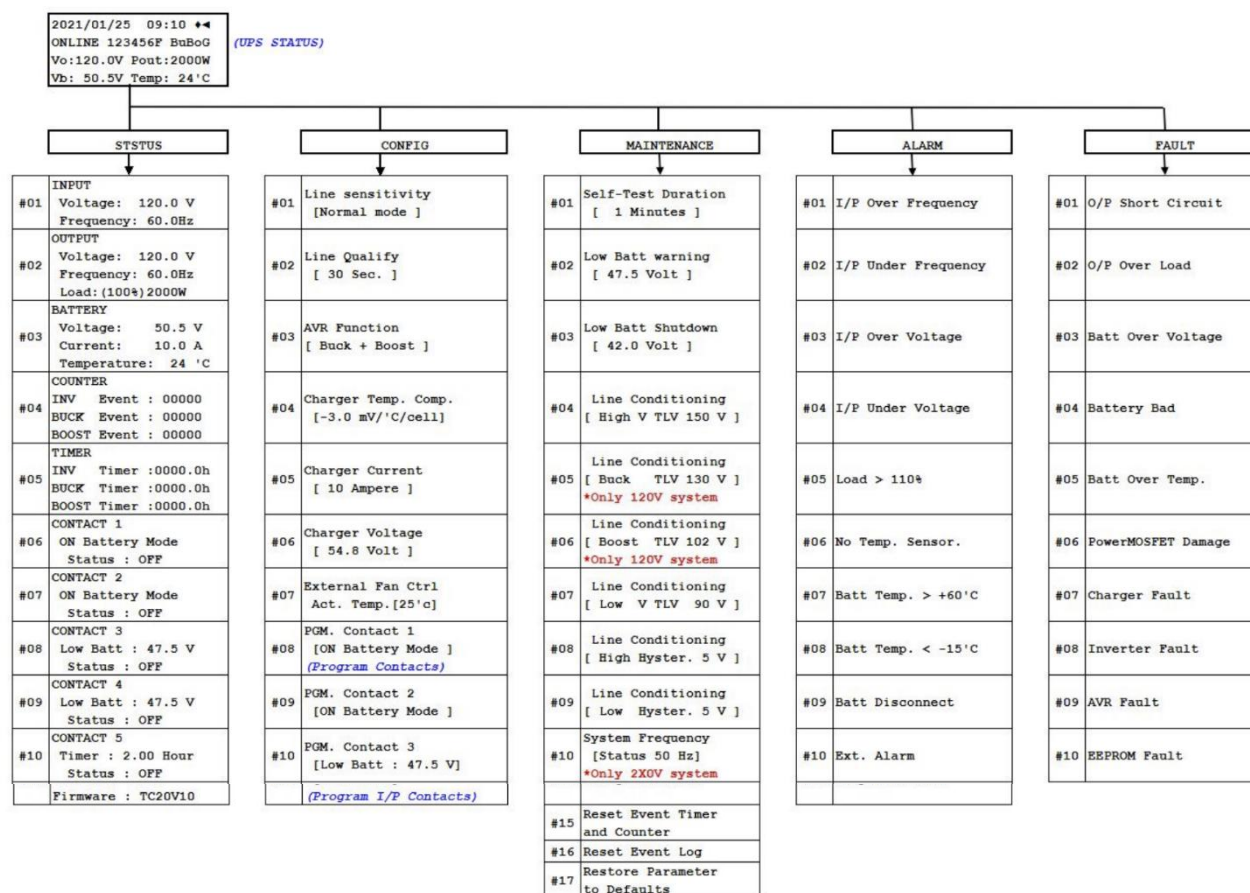 2021/01/25 09:10 ♦◄
ONLINE 123456F BuBoG
Vo:120.0V Pout:2000W
Vb: 50.5V Temp: 24'C
(UPS STATUS)
STSTUS
#01
INPUT
Voltage: 120.0 V
Frequency: 60.0Hz
#02
OUTPUT
Voltage: 120.0 V
Frequency: 60.0Hz
Load:(100%)2000W
#03
BATTERY
Voltage: 50.5 V
Current: 10.0 A
Temperature: 24 'C
#04
COUNTER
INV Event : 00000
BUCK Event : 00000
BOOST Event : 00000
#05
TIMER
INV Timer :0000.0h
BUCK Timer :0000.0h
BOOST Timer :0000.0h
#06
CONTACT 1
ON Battery Mode
Status : OFF
#07
CONTACT 2
ON Battery Mode
Status : OFF
#08
CONTACT 3
Low Batt : 47.5 V
Status : OFF
#09
CONTACT 4
Low Batt : 47.5 V
Status : OFF
#10
CONTACT 5
Timer : 2.00 Hour
Status : OFF
Firmware : TC20V10
CONFIG
#01
Line sensitivity
[Normal mode ]
#02
Line Qualify
[ 30 Sec. ]
#03
AVR Function
[ Buck + Boost ]
#04
Charger Temp. Comp.
[-3.0 mV/'C/cell]
#05
Charger Current
[ 10 Ampere ]
#06
Charger Voltage
[ 54.8 Volt ]
#07
External Fan Ctrl
Act. Temp.[25'c]
#08
PGM. Contact 1
[ON Battery Mode ]
(Program Contacts)
#09
PGM. Contact 2
[ON Battery Mode ]
#10
PGM. Contact 3
[Low Batt : 47.5 V]
(Program I/P Contacts)
MAINTENANCE
#01
Self-Test Duration
[ 1 Minutes ]
#02
Low Batt warning
[ 47.5 Volt ]
#03
Low Batt Shutdown
[ 42.0 Volt ]
#04
Line Conditioning
[ High V TLV 150 V ]
#05
Line Conditioning
[ Buck TLV 130 V ]
*Only 120V system
#06
Line Conditioning
[ Boost TLV 102 V ]
*Only 120V system
#07
Line Conditioning
[ Low V TLV 90 V ]
#08
Line Conditioning
[ High Hyster. 5 V ]
#09
Line Conditioning
[ Low Hyster. 5 V ]
#10
System Frequency
[Status 50 Hz]
*Only 2X0V system
#15
Reset Event Timer
and Counter
#16
Reset Event Log
#17
Restore Parameter
to Defaults
ALARM
#01 I/P Over Frequency
#02 I/P Under Frequency
#03 I/P Over Voltage
#04 I/P Under Voltage
#05 Load > 110%
#06 No Temp. Sensor.
#07 Batt Temp. > +60'C
#08 Batt Temp. < -15'C
#09 Batt Disconnect
#10 Ext. Alarm
FAULT
#01 O/P Short Circuit
#02 O/P Over Load
#03 Batt Over Voltage
#04 Battery Bad
#05 Batt Over Temp.
#06 PowerMOSFET Damage
#07 Charger Fault
#08 Inverter Fault
#09 AVR Fault
#10 EEPROM Fault